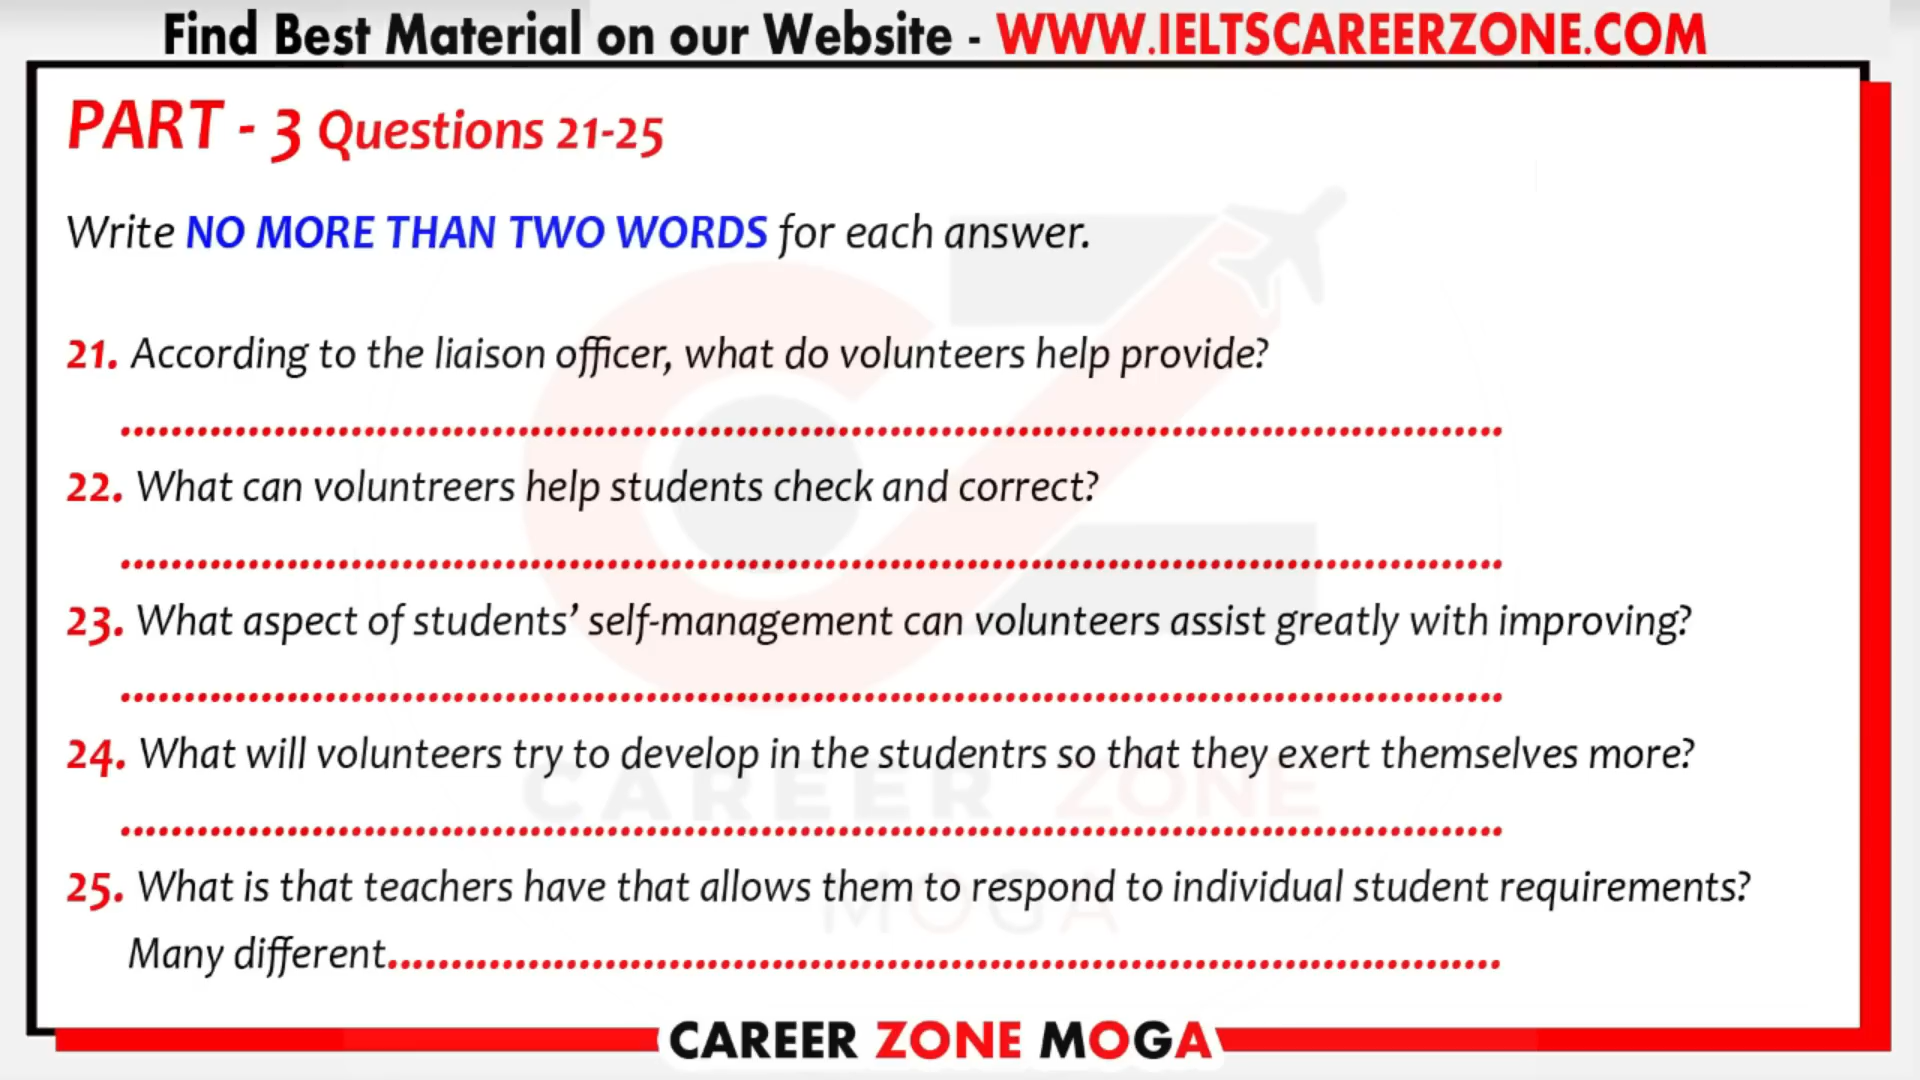 Find Best Material on our Website - WWW.IELTSCAREERZONE.COM
PART - 3 Questions 21-25
Write NO MORE THAN TWO WORDS for each answer.
21. According to the liaison officer, what do volunteers help provide?
22. What can voluntreers help students check and correct?
23. What aspect of students' self-management can volunteers assist greatly with improving?
24. What will volunteers try to develop in the studentrs so that they exert themselves more?
CAREER ZONE
25. What is that teachers have that allows them to respond to individual student requirements?
MOGA
Many different
CAREER ZONE MOGA